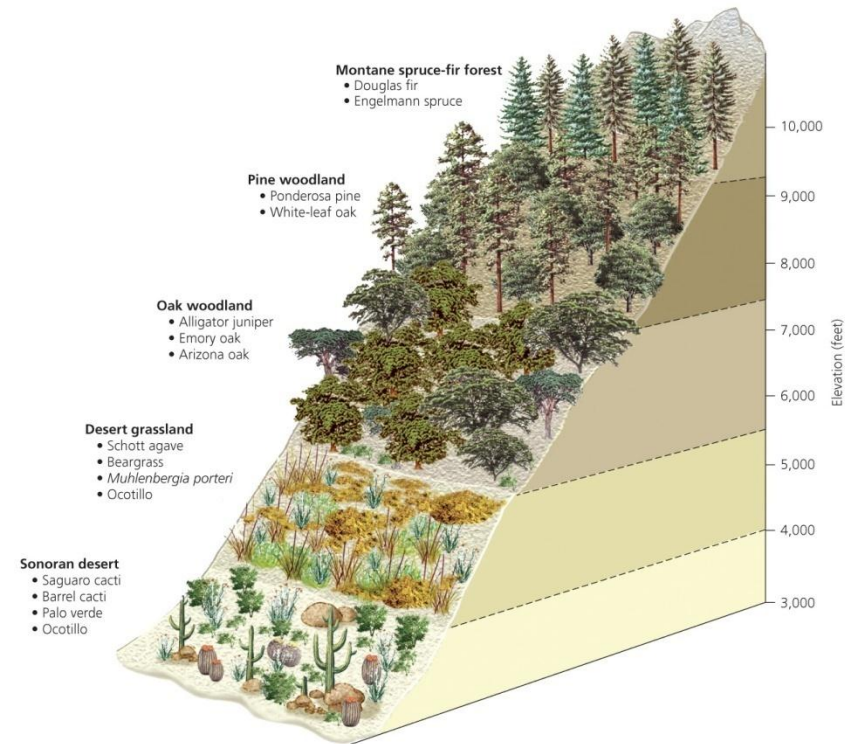 Montane spruce-fir forest
• Douglas fir
• Engelmann spruce
Pine woodland
• Ponderosa pine
• White-leaf oak
Oak woodland
• Alligator juniper
• Emory oak
• Arizona oak
Desert grassland
• Schott agave
• Beargrass
• Muhlenbergia porteri
• Ocotillo
Sonoran desert
• Saguaro cacti
• Barrel cacti
• Palo verde
• Ocotillo
10,000
9,000
8,000
7,000
6,000
5,000
4,000
3,000
Elevation (feet)